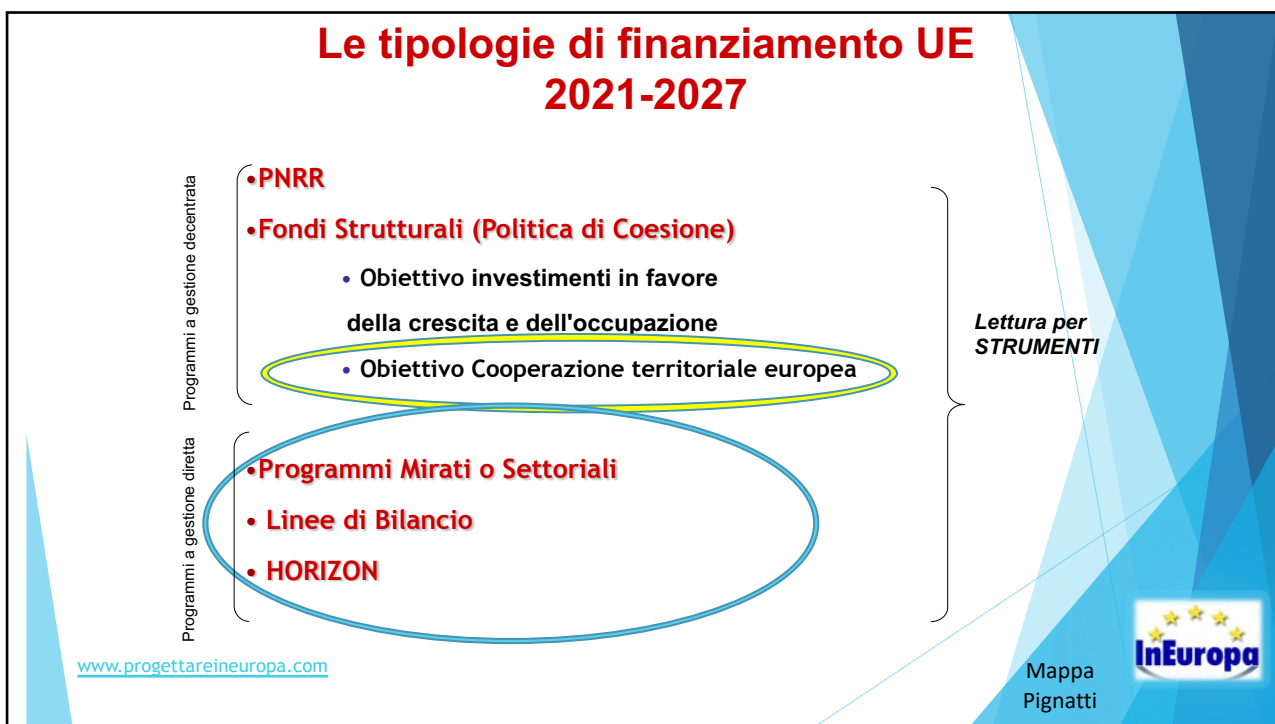 Le tipologie di finanziamento UE
2021-2027
Programmi a gestione decentrata
•PNRR
•Fondi Strutturali (Politica di Coesione)
• Obiettivo investimenti in favore
della crescita e dell'occupazione
• Obiettivo Cooperazione territoriale europea
Programmi a gestione diretta
•Programmi Mirati o Settoriali
• Linee di Bilancio
• HORIZON
Lettura per
STRUMENTI
www.progettareineuropa.com
Mappa
Pignatti
InEuropa